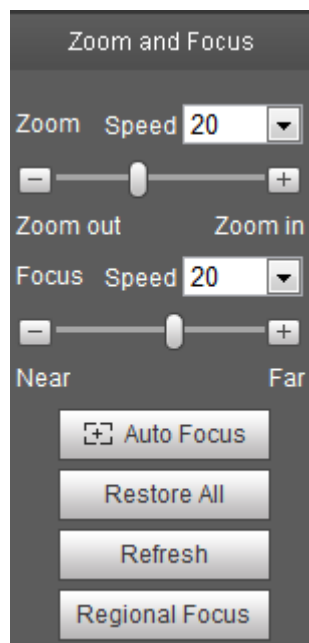 Zoom and Focus
Zoom Speed 20
Zoom out Zoom in
Focus Speed 20
Near Far
Auto Focus
Restore All
Refresh
Regional Focus